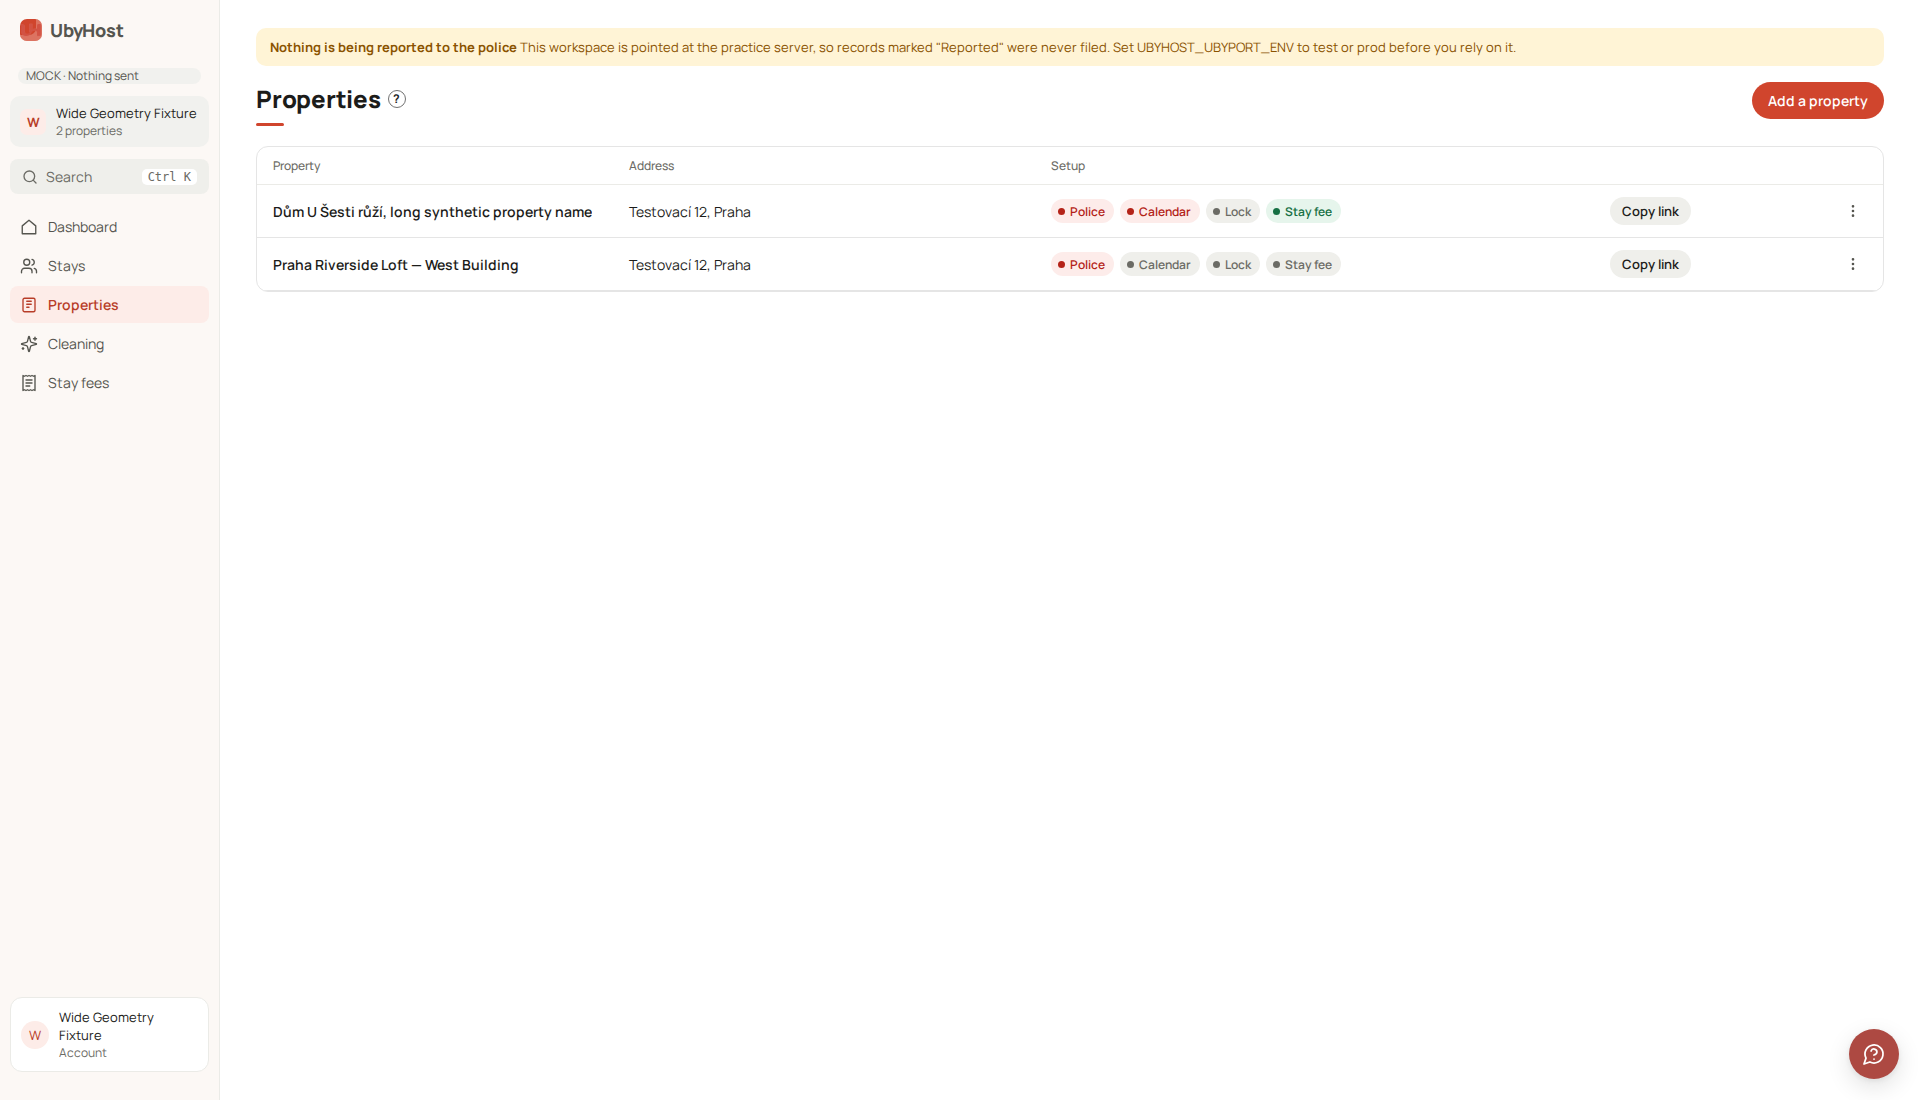 UbyHost
MOCK · Nothing sent
W
Wide Geometry Fixture
2 properties
Search
Ctrl K
Dashboard
Stays
Properties
Cleaning
Stay fees
W
Wide Geometry
Fixture
Account
Nothing is being reported to the police This workspace is pointed at the practice server, so records marked "Reported" were never filed. Set UBYHOST_UBYPORT_ENV to test or prod before you rely on it.
Properties ?
Add a property
Property Address Setup
Dům U Šesti růží, long synthetic property name Testovací 12, Praha Police Calendar Lock Stay fee Copy link
Praha Riverside Loft — West Building Testovací 12, Praha Police Calendar Lock Stay fee Copy link